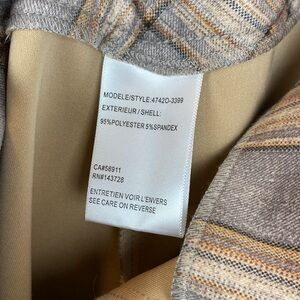 MODELE/STYLE:4742O-3399
EXTERIEUR / SHELL:
95%POLYESTER 5%SPANDEX
CA#58911
RN#143728
ENTRETIEN VOIR L'ENVERS
SEE CARE ON REVERSE